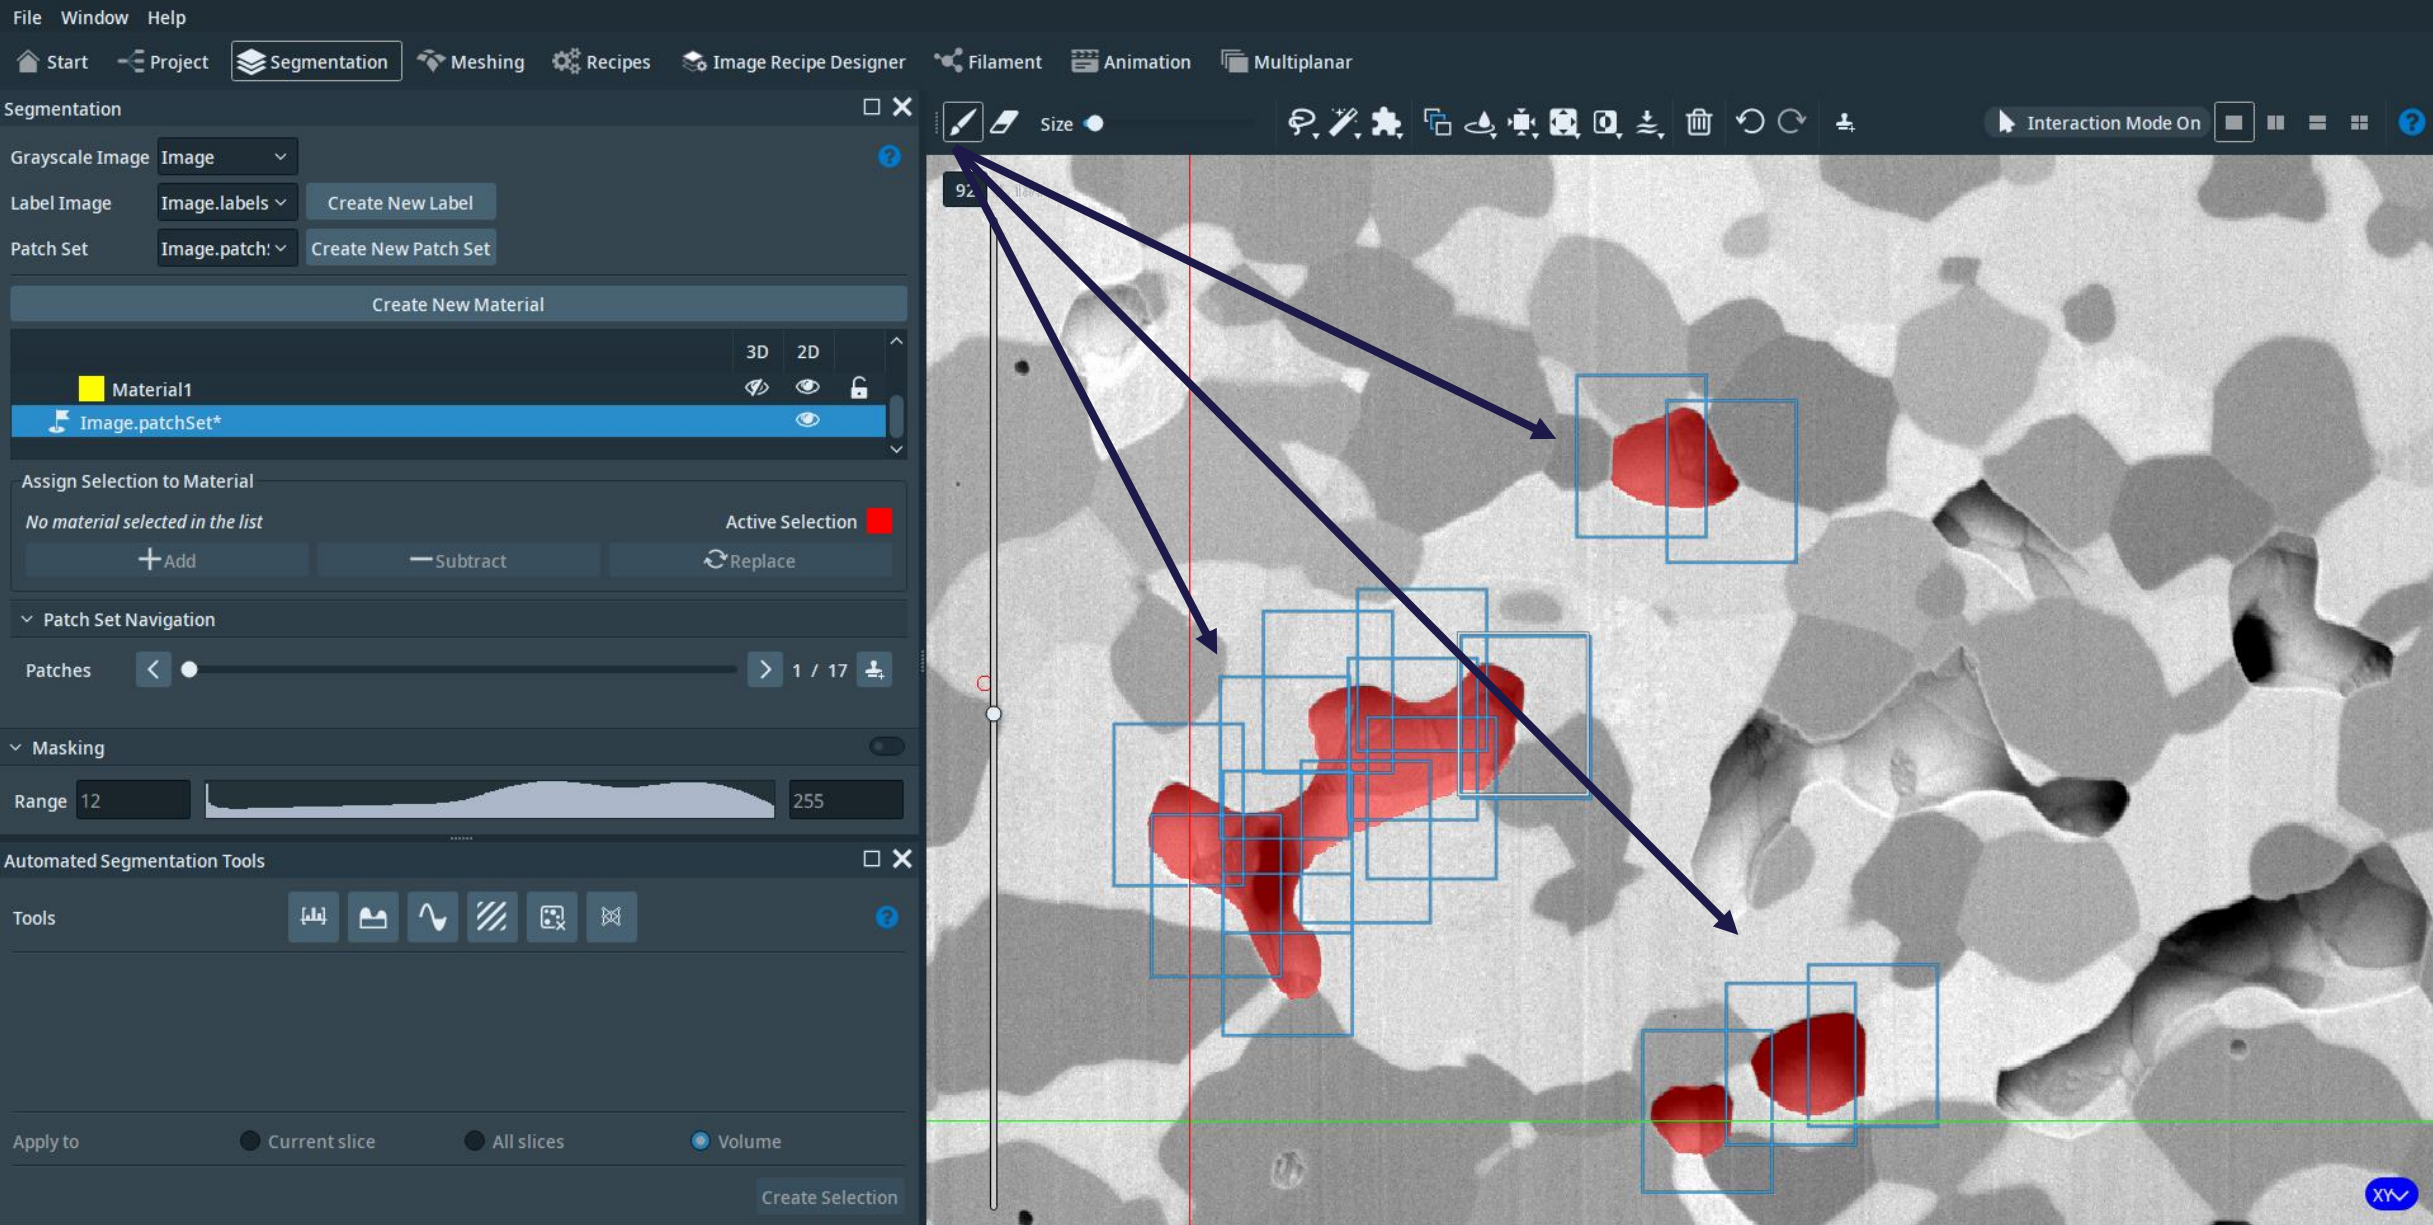 File Window Help
Start Project Segmentation Meshing Recipes Image Recipe Designer Filament Animation Multiplanar
Segmentation
Size
Interaction Mode On
Grayscale Image Image
Label Image Image.labels Create New Label
92
Patch Set Image.patch Create New Patch Set
Create New Material
3D 2D
Material1
Image.patchSet*
Assign Selection to Material
No material selected in the list Active Selection
Add Subtract Replace
Patch Set Navigation
Patches 1 / 17
Masking
Range 12 255
Automated Segmentation Tools
Tools
Apply to Current slice All slices Volume
Create Selection
XY